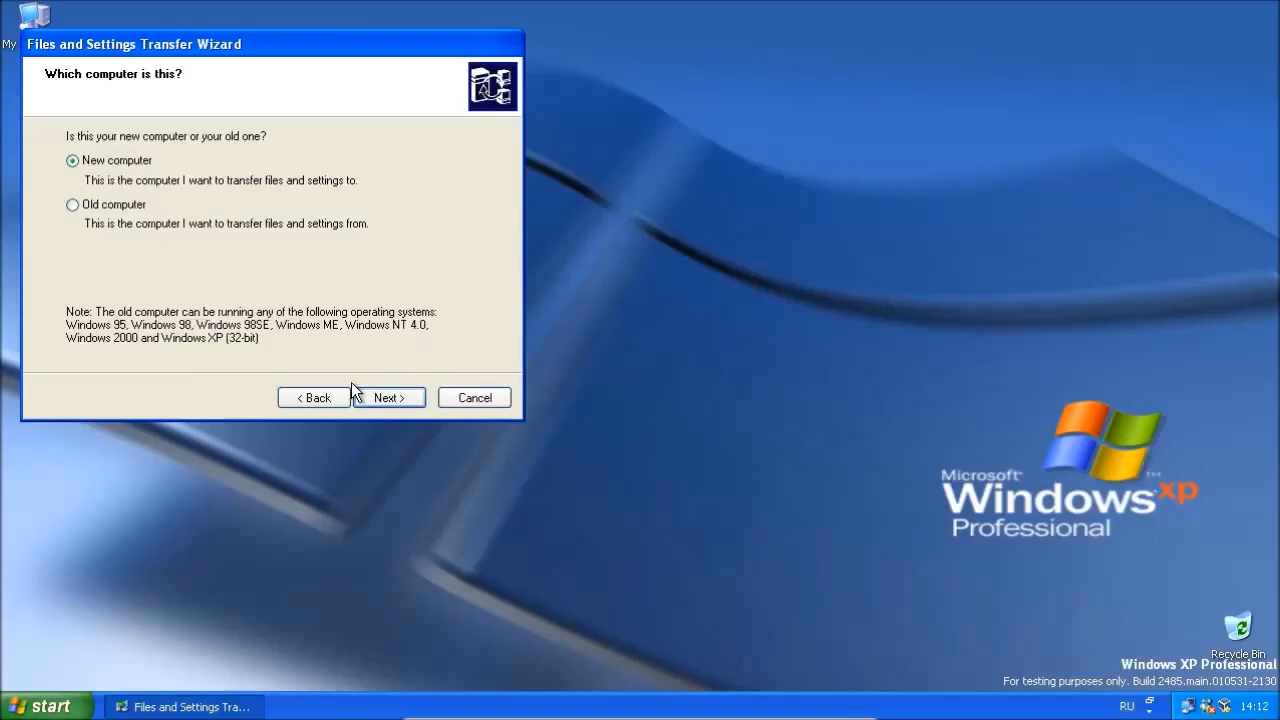 My
Files and Settings Transfer Wizard
Which computer is this?
Is this your new computer or your old one?
New computer
This is the computer I want to transfer files and settings to.
Old computer
This is the computer I want to transfer files and settings from.
Note: The old computer can be running any of the following operating systems:
Windows 95, Windows 98, Windows 98SE, Windows ME, Windows NT 4.0,
Windows 2000 and Windows XP (32-bit)
< Back
Next >
Cancel
Microsoft
Windows xp
Professional
Recycle Bin
Windows XP Professional
For testing purposes only. Build 2485.main.010531-2130
start
Files and Settings Tra...
RU
14:12